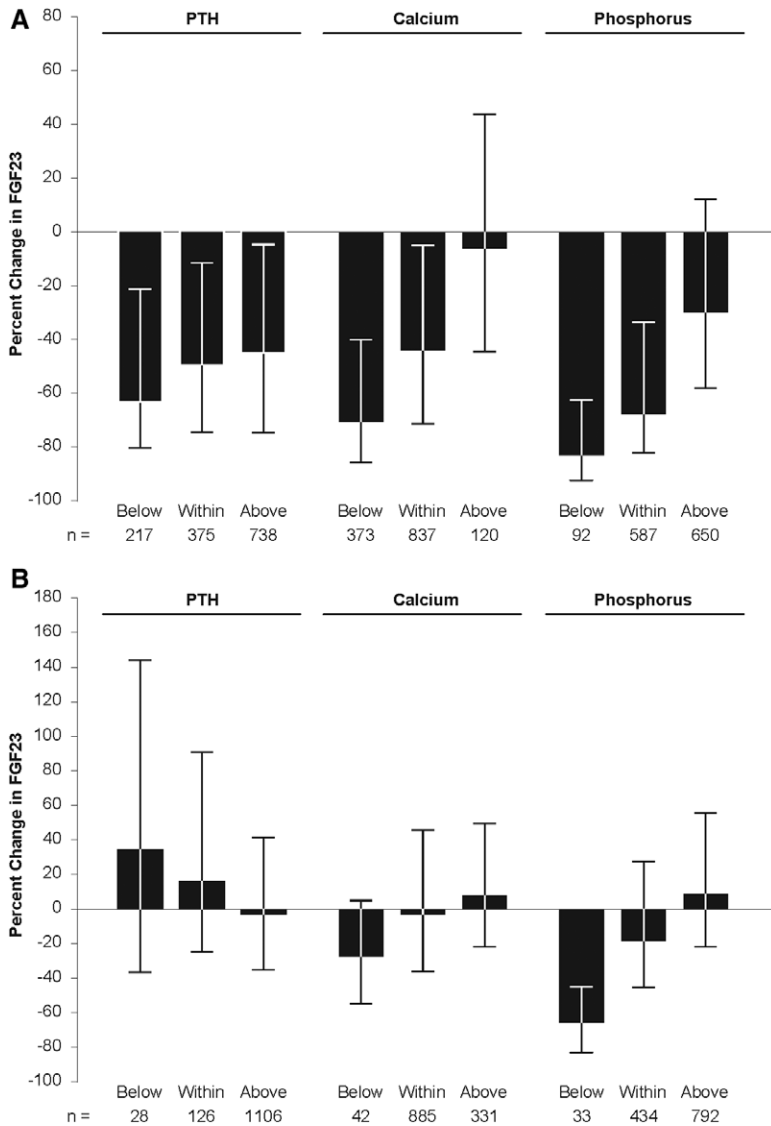 A
PTH Calcium Phosphorus
80
60
40
20
0
-20
-40
-60
-80
-100
Percent Change in FGF23
Below Within Above Below Within Above Below Within Above
n = 217 375 738 373 837 120 92 587 650
B
PTH Calcium Phosphorus
180
160
140
120
100
80
60
40
20
0
-20
-40
-60
-80
-100
Percent Change in FGF23
Below Within Above Below Within Above Below Within Above
n = 28 126 1106 42 885 331 33 434 792